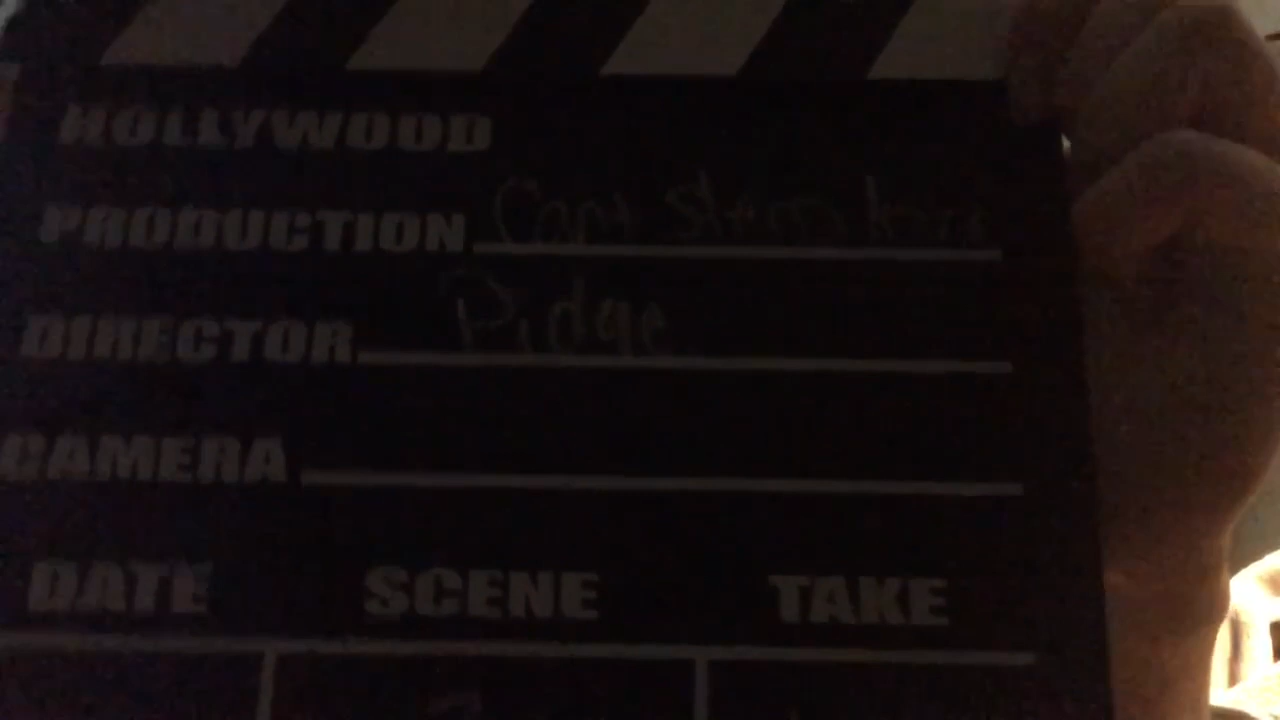 HOLLYWOOD
PRODUCTION
DIRECTOR Pidge
CAMERA
DATE SCENE TAKE